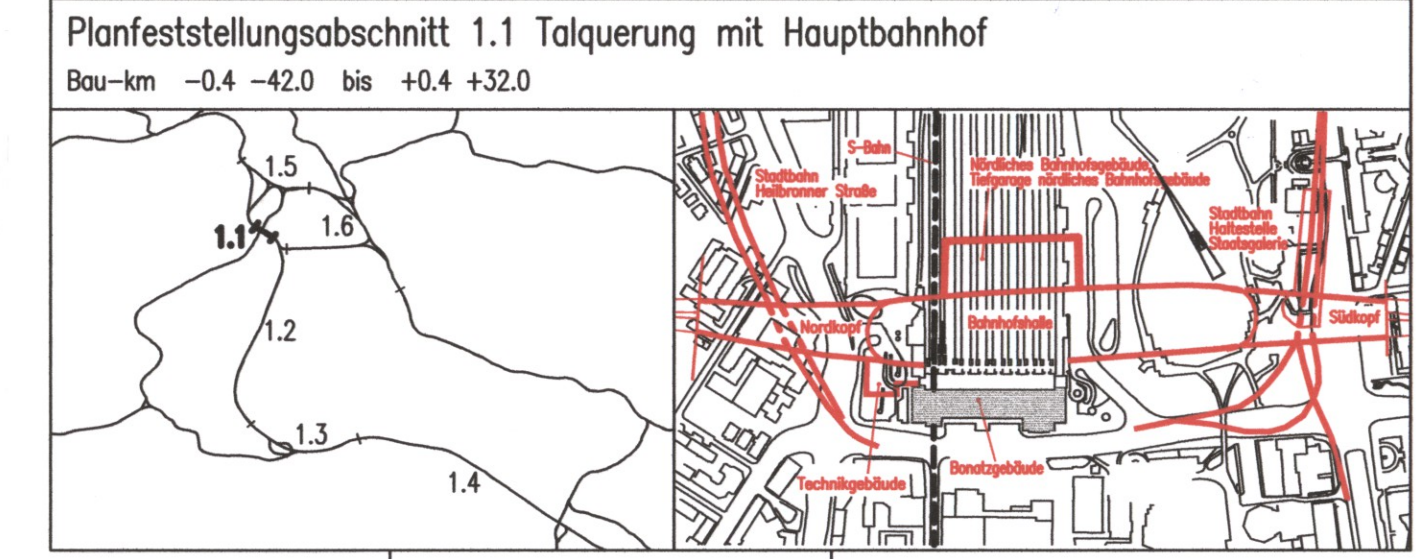 Planfeststellungsabschnitt 1.1 Talquerung mit Hauptbahnhof
Bau-km -0.4 -42.0 bis +0.4 +32.0
1.5
1.6
1.1
1.2
1.3
1.4
S-Bahn
Stadtbahn
Heilbronner Straße
Nördliches Bahnhofsgebäude,
Tiefgarage nördliches Bahnhofsgebäude
Stadtbahn
Haltestelle
Staatsgalerie
Nordkopf
Bahnhofshalle
Südkopf
Technikgebäude
Bonatzgebäude